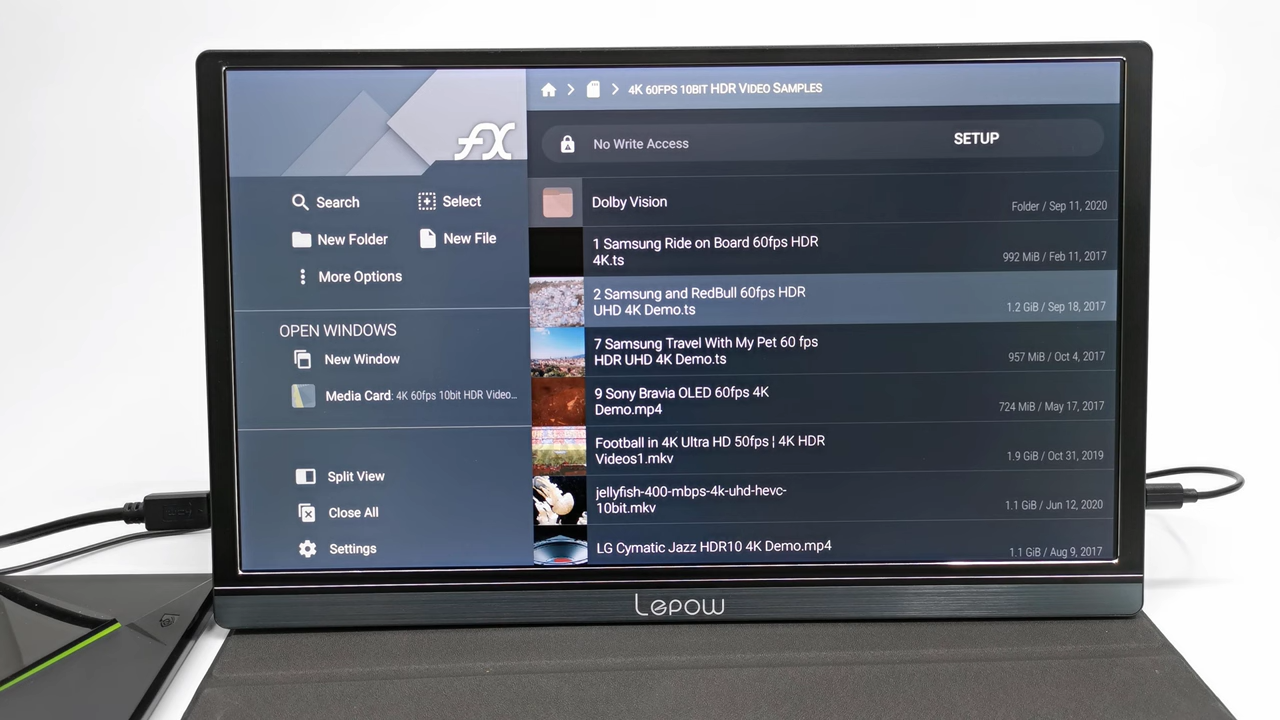 fX
Search
Select
New Folder
New File
More Options
OPEN WINDOWS
New Window
Media Card: 4K 60fps 10bit HDR Video...
Split View
Close All
Settings
4K 60FPS 10BIT HDR VIDEO SAMPLES
No Write Access
SETUP
Dolby Vision
Folder / Sep 11, 2020
1 Samsung Ride on Board 60fps HDR
4K.ts
992 MiB / Feb 11, 2017
2 Samsung and RedBull 60fps HDR
UHD 4K Demo.ts
1.2 GiB / Sep 18, 2017
7 Samsung Travel With My Pet 60 fps
HDR UHD 4K Demo.ts
957 MiB / Oct 4, 2017
9 Sony Bravia OLED 60fps 4K
Demo.mp4
724 MiB / May 17, 2017
Football in 4K Ultra HD 50fps ¦ 4K HDR
Videos1.mkv
1.9 GiB / Oct 31, 2019
jellyfish-400-mbps-4k-uhd-hevc-
10bit.mkv
1.1 GiB / Jun 12, 2020
LG Cymatic Jazz HDR10 4K Demo.mp4
1.1 GiB / Aug 9, 2017
Lepow